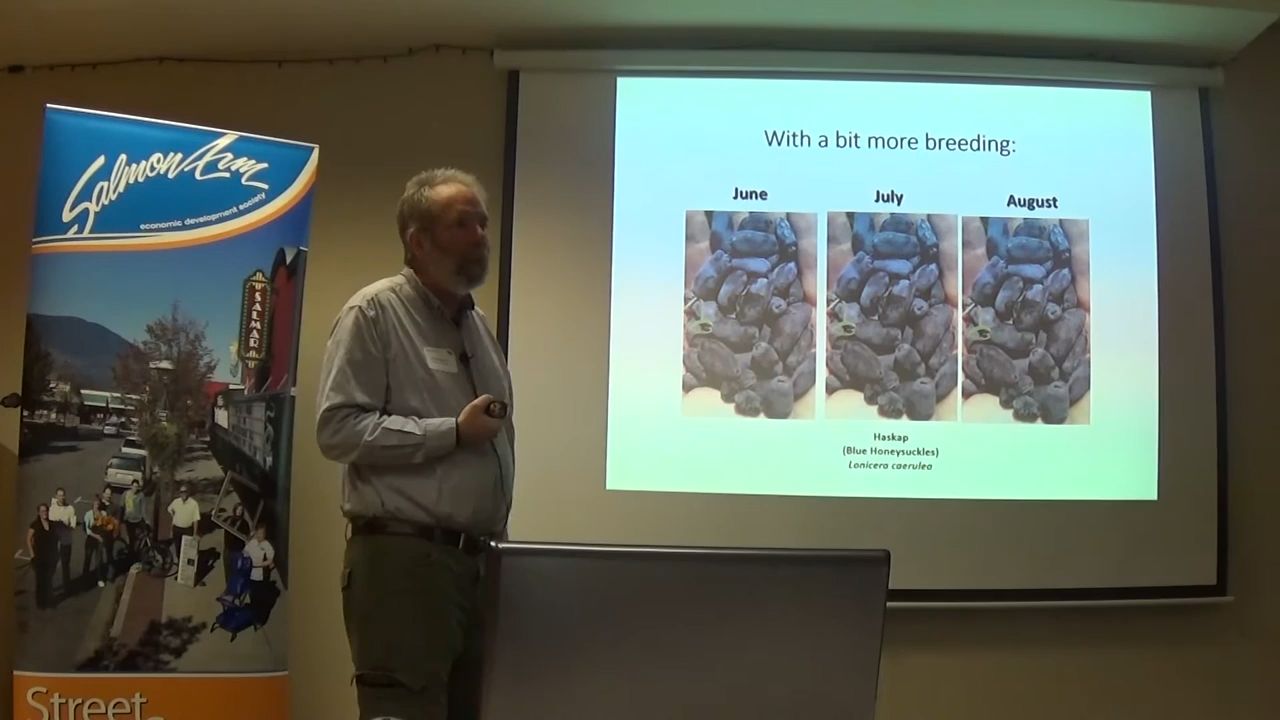 Salmon Arm
economic development society
SALMAR
Street
With a bit more breeding:
June
July
August
Haskap
(Blue Honeysuckles)
Lonicera caerulea